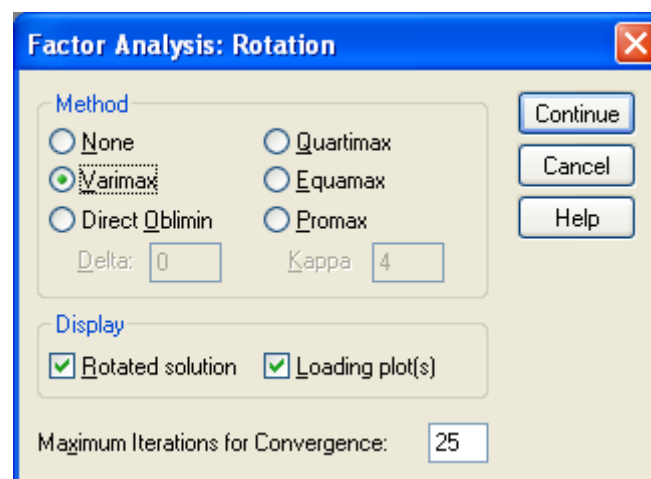 Factor Analysis: Rotation
Method
None
Quartimax
Varimax
Equamax
Direct Oblimin
Promax
Delta: 0
Kappa 4
Display
Rotated solution
Loading plot(s)
Maximum Iterations for Convergence: 25
Continue
Cancel
Help